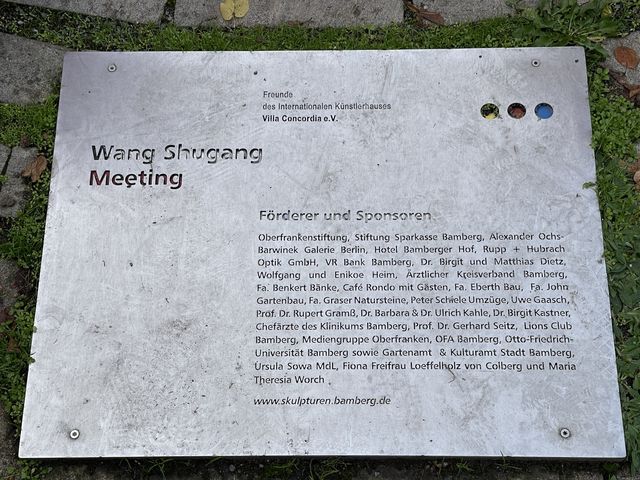 Freunde
des Internationalen Künstlerhauses
Villa Concordia e.V.
Wang Shugang
Meeting
Förderer und Sponsoren
Oberfrankenstiftung, Stiftung Sparkasse Bamberg, Alexander Ochs-
Barwinek Galerie Berlin, Hotel Bamberger Hof, Rupp + Hubrach
Optik GmbH, VR Bank Bamberg, Dr. Birgit und Matthias Dietz,
Wolfgang und Enikoe Heim, Ärztlicher Kreisverband Bamberg,
Fa. Benkert Bänke, Café Rondo mit Gästen, Fa. Eberth Bau, Fa. John
Gartenbau, Fa. Graser Natursteine, Peter Schiele Umzüge, Uwe Gaasch,
Prof. Dr. Rupert Gramß, Dr. Barbara & Dr. Ulrich Kahle, Dr. Birgit Kastner,
Chefärzte des Klinikums Bamberg, Prof. Dr. Gerhard Seitz, Lions Club
Bamberg, Mediengruppe Oberfranken, OFA Bamberg, Otto-Friedrich-
Universität Bamberg sowie Gartenamt & Kulturamt Stadt Bamberg,
Ursula Sowa MdL, Fiona Freifrau Loeffelholz von Colberg und Maria
Theresia Worch
www.skulpturen.bamberg.de